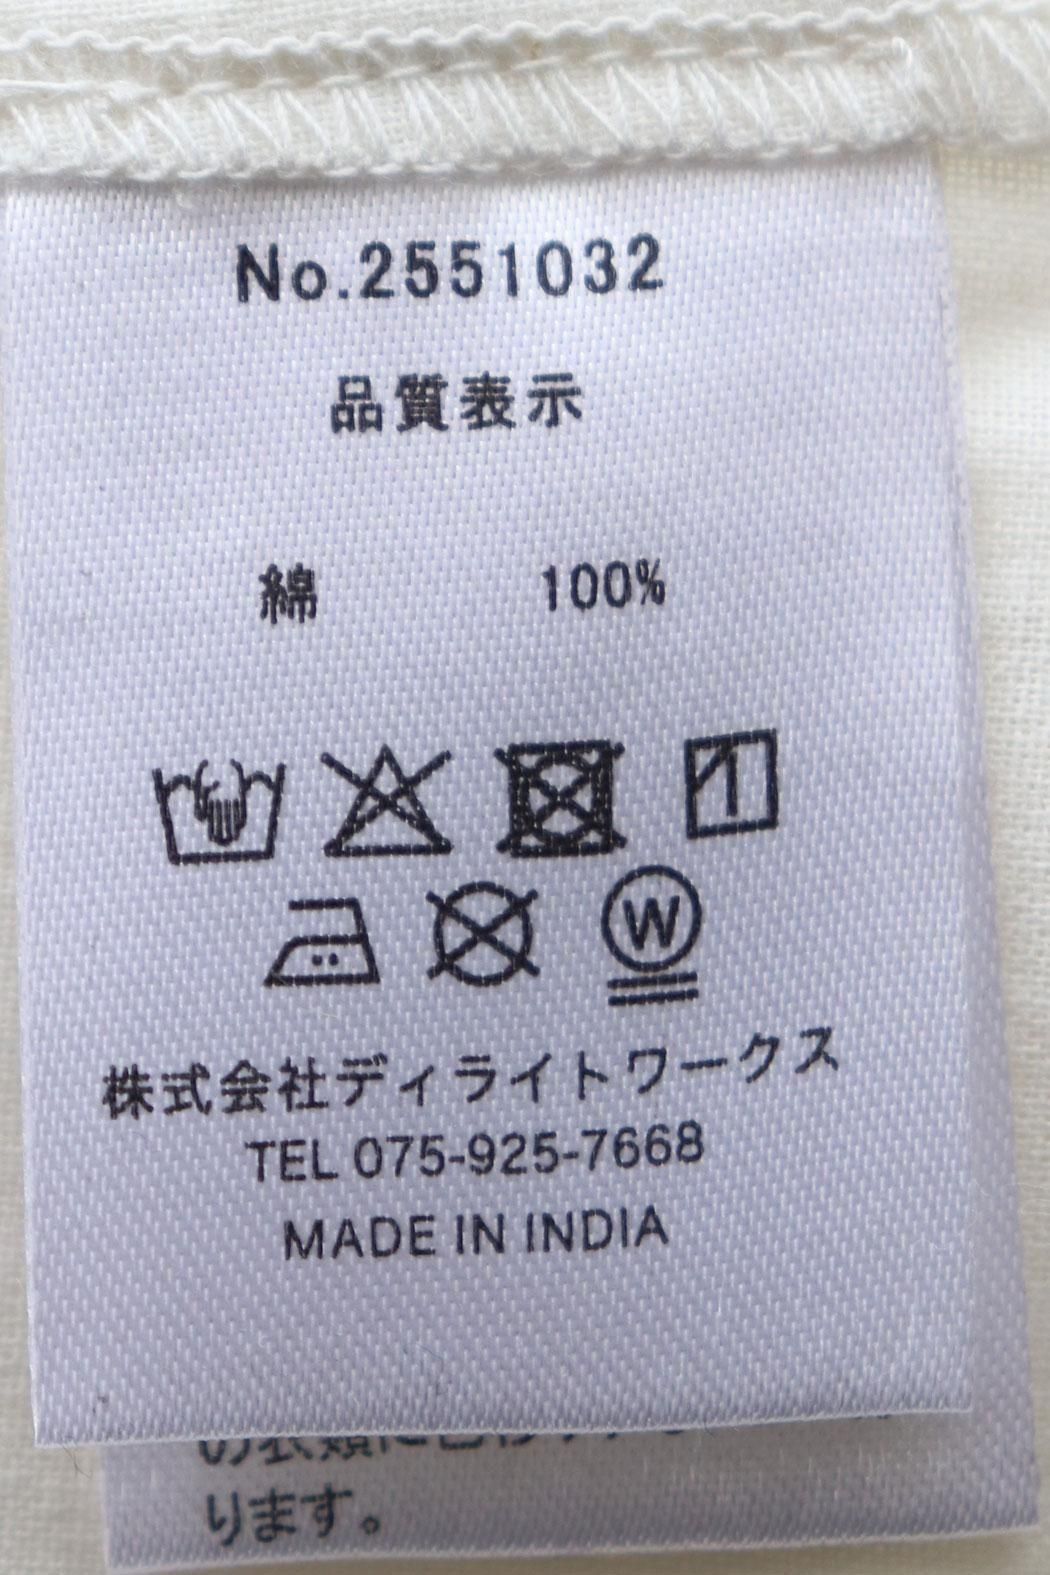 No.2551032
品質表示
綿 100%
W
株式会社ディライトワークス
TEL 075-925-7668
MADE IN INDIA
ります。